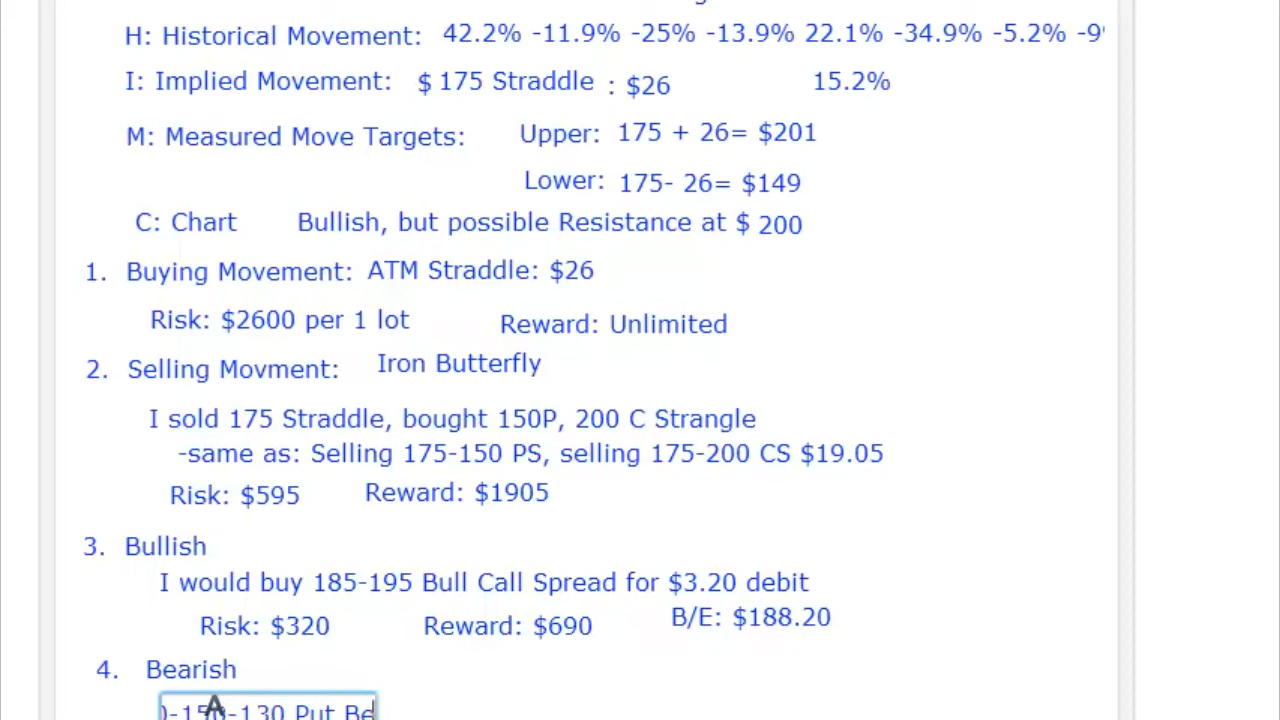 H: Historical Movement: 42.2% -11.9% -25% -13.9% 22.1% -34.9% -5.2% -9
I: Implied Movement: $ 175 Straddle : $26 15.2%
M: Measured Move Targets: Upper: 175 + 26= $201
Lower: 175- 26= $149
C: Chart Bullish, but possible Resistance at $ 200
1. Buying Movement: ATM Straddle: $26
Risk: $2600 per 1 lot Reward: Unlimited
2. Selling Movment: Iron Butterfly
I sold 175 Straddle, bought 150P, 200 C Strangle
-same as: Selling 175-150 PS, selling 175-200 CS $19.05
Risk: $595 Reward: $1905
3. Bullish
I would buy 185-195 Bull Call Spread for $3.20 debit
Risk: $320 Reward: $690 B/E: $188.20
4. Bearish
-150-130 Put Be